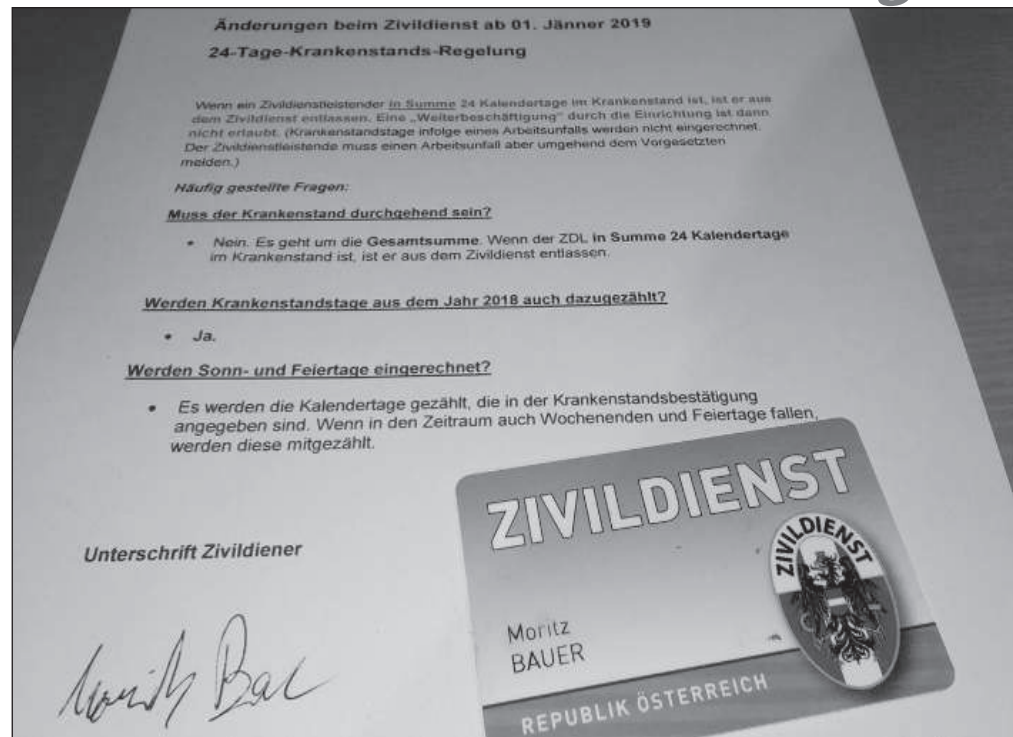 Änderungen beim Zivildienst ab 01. Jänner 2019
24-Tage-Krankenstands-Regelung
Wenn ein Zivildienstleistender in Summe 24 Kalendertage im Krankenstand ist, ist er aus
dem Zivildienst entlassen. Eine „Weiterbeschäftigung" durch die Einrichtung ist dann
nicht erlaubt. (Krankenstandstage infolge eines Arbeitsunfalls werden nicht eingerechnet.
Der Zivildienstleistende muss einen Arbeitsunfall aber umgehend dem Vorgesetzten
melden.)
Häufig gestellte Fragen:
Muss der Krankenstand durchgehend sein?
• Nein. Es geht um die Gesamtsumme. Wenn der ZDL in Summe 24 Kalendertage
im Krankenstand ist, ist er aus dem Zivildienst entlassen.
Werden Krankenstandstage aus dem Jahr 2018 auch dazugezählt?
• Ja.
Werden Sonn- und Feiertage eingerechnet?
• Es werden die Kalendertage gezählt, die in der Krankenstandsbestätigung
angegeben sind. Wenn in den Zeitraum auch Wochenenden und Feiertage fallen,
werden diese mitgezählt.
Unterschrift Zivildiener
ZIVILDIENST
ZIVILDIENST
Moritz
BAUER
REPUBLIK ÖSTERREICH